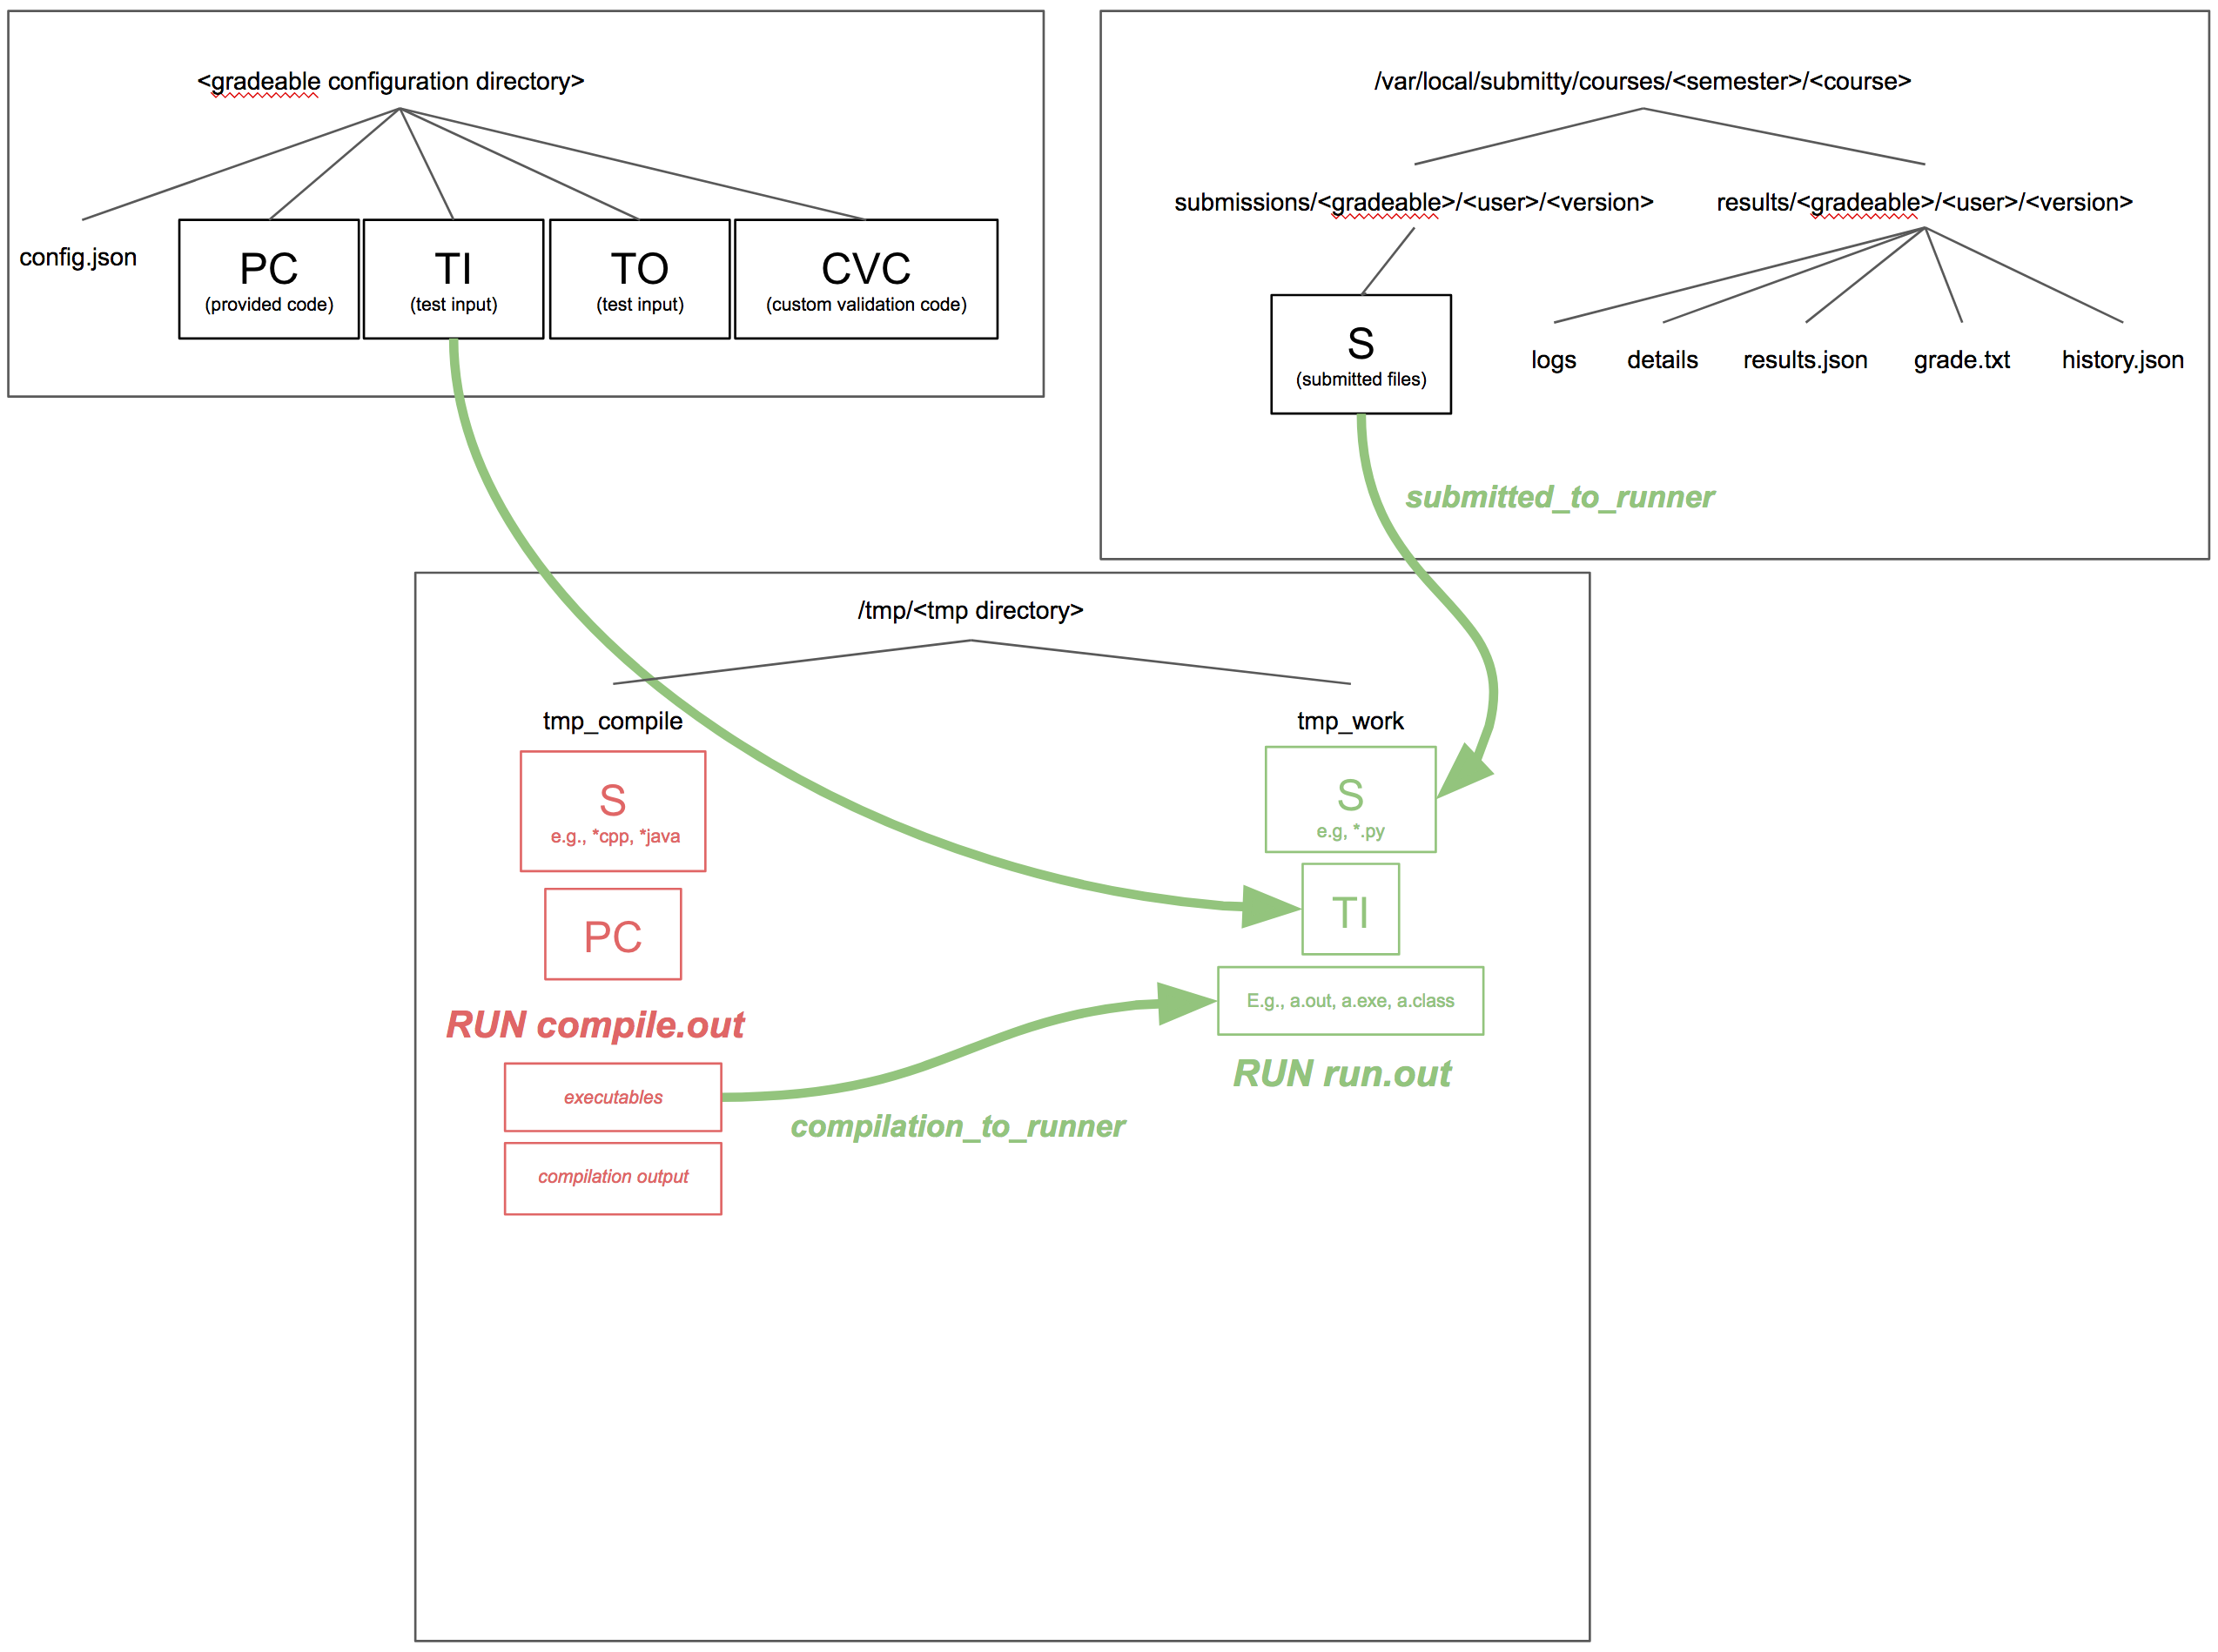 <gradeable configuration directory>
config.json
PC
(provided code)
TI
(test input)
TO
(test input)
CVC
(custom validation code)
/var/local/submitty/courses/<semester>/<course>
submissions/<gradeable>/<user>/<version>
results/<gradeable>/<user>/<version>
S
(submitted files)
logs
details
results.json
grade.txt
history.json
submitted_to_runner
/tmp/<tmp directory>
tmp_compile
S
e.g., *cpp, *java
PC
RUN compile.out
executables
compilation output
compilation_to_runner
tmp_work
S
e.g, *.py
TI
E.g., a.out, a.exe, a.class
RUN run.out